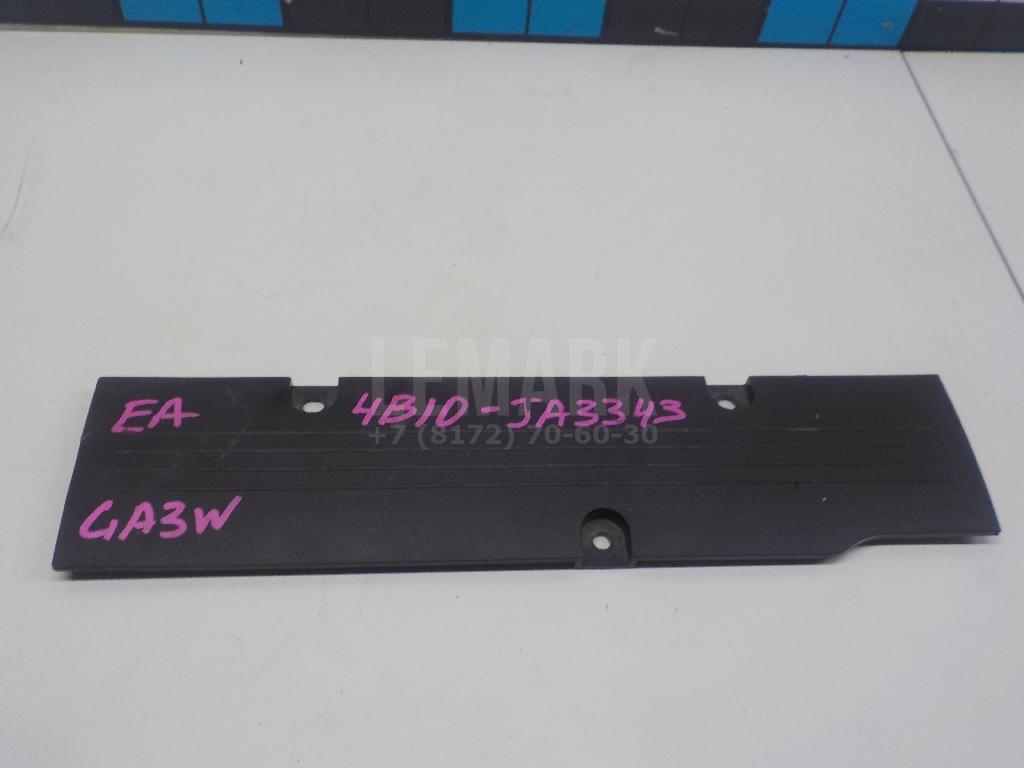 LEMARK
EA 4B10-JA3343
+7 (8172) 70-60-30
GA3W